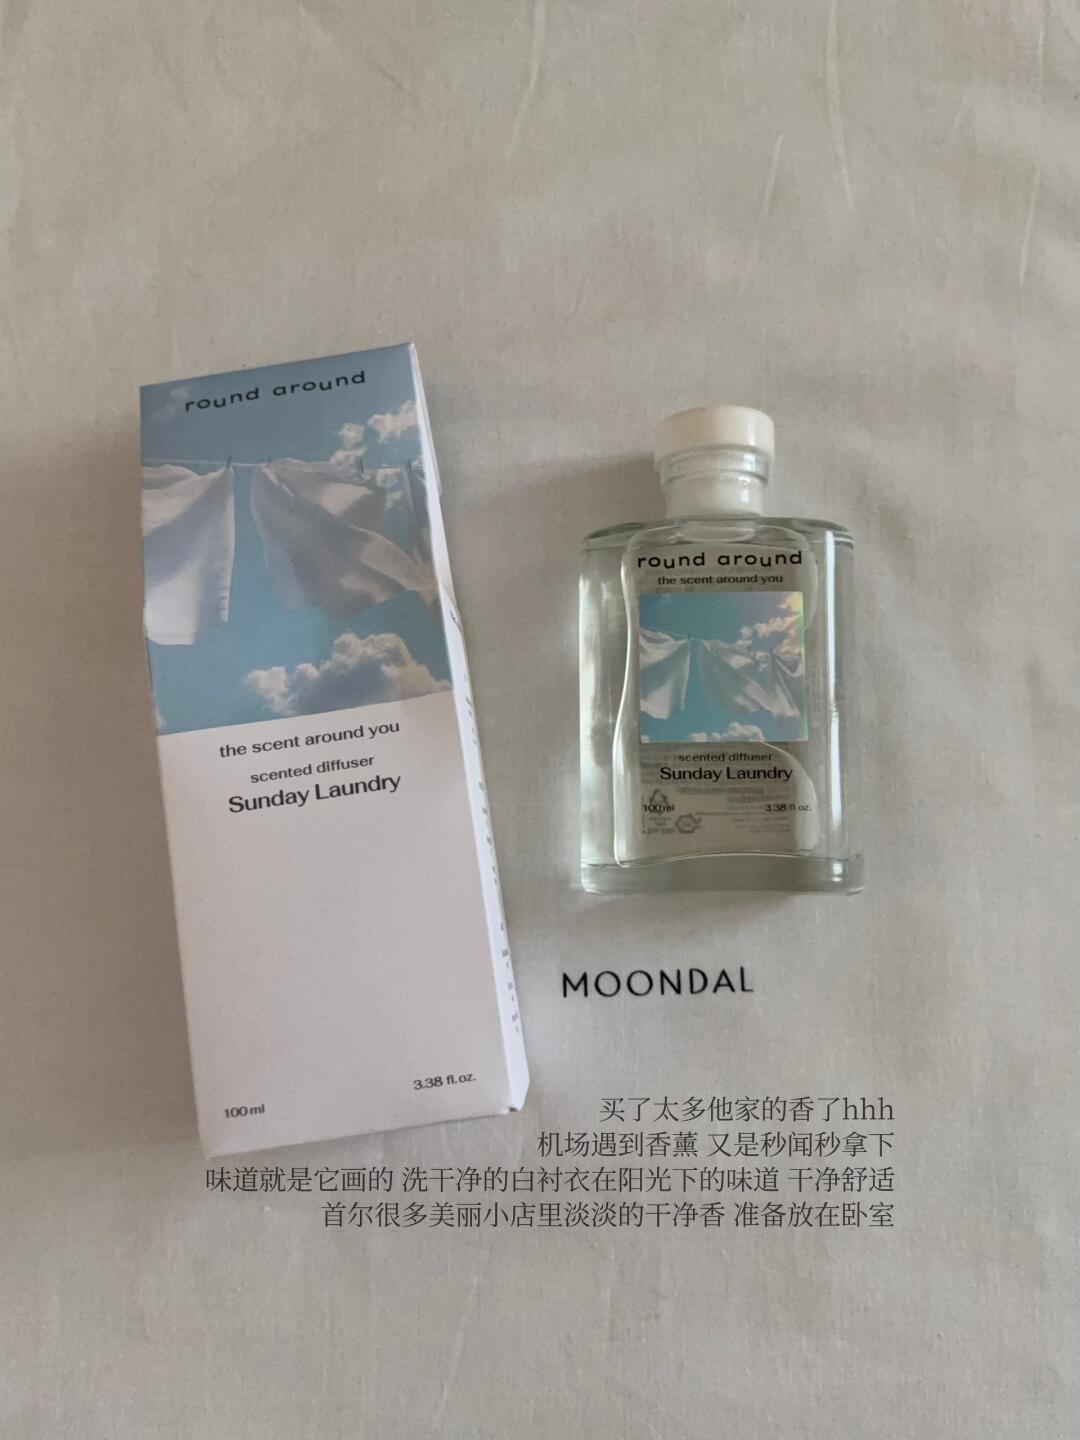 round around
the scent around you
scented diffuser
Sunday Laundry
100 ml
3.38 fl.oz.
round around
the scent around you
scented diffuser
Sunday Laundry
100 ml
3.38 fl.oz.
MOONDAL
买了太多他家的香了hhh
机场遇到香薰 又是秒闻秒拿下
味道就是它画的 洗干净的白衬衣在阳光下的味道 干净舒适
首尔很多美丽小店里淡淡的干净香 准备放在卧室